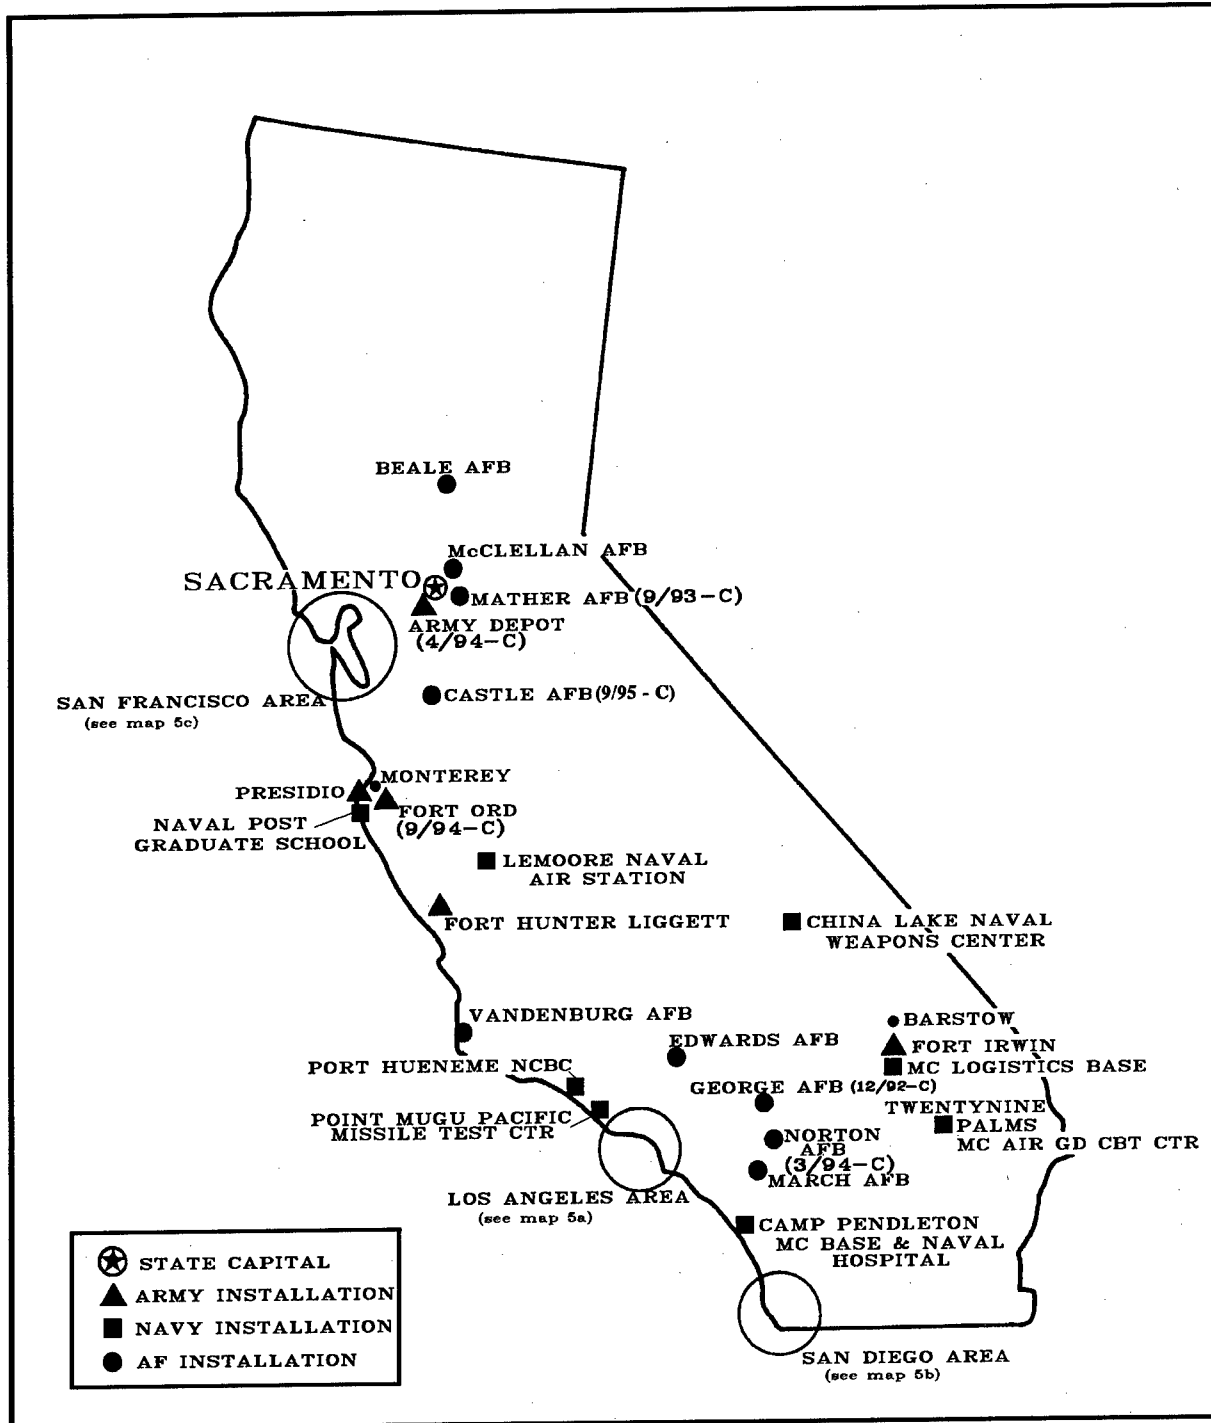 BEALE AFB
McCLELLAN AFB
SACRAMENTO
MATHER AFB (9/93-C)
ARMY DEPOT
(4/94-C)
CASTLE AFB (9/95 - C)
SAN FRANCISCO AREA
(see map 5c)
MONTEREY
PRESIDIO
FORT ORD
(9/94-C)
NAVAL POST
GRADUATE SCHOOL
LEMOORE NAVAL
AIR STATION
FORT HUNTER LIGGETT
CHINA LAKE NAVAL
WEAPONS CENTER
VANDENBURG AFB
BARSTOW
EDWARDS AFB
FORT IRWIN
PORT HUENEME NCBC
MC LOGISTICS BASE
GEORGE AFB (12/92-C)
TWENTYNINE
PALMS
MC AIR GD CBT CTR
POINT MUGU PACIFIC
MISSILE TEST CTR
NORTON
AFB
(3/94-C)
MARCH AFB
LOS ANGELES AREA
(see map 5a)
CAMP PENDLETON
MC BASE & NAVAL
HOSPITAL
STATE CAPITAL
ARMY INSTALLATION
NAVY INSTALLATION
AF INSTALLATION
SAN DIEGO AREA
(see map 5b)